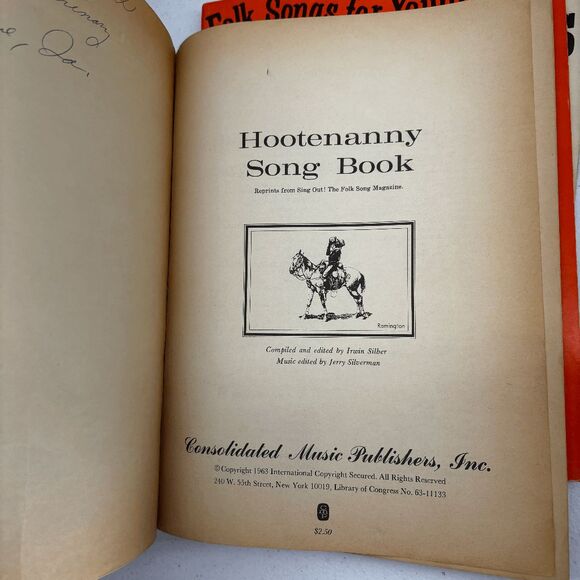 Ia.
Folk Songs for
Hootenanny
Song Book
Reprints from Sing Out! The Folk Song Magazine.
Remington
Compiled and edited by Irwin Silber
Music edited by Jerry Silverman
Consolidated Music Publishers, Inc.
© Copyright 1963 International Copyright Secured. All Rights Reserved
240 W. 55th Street, New York 10019, Library of Congress No. 63-11133
$2.50